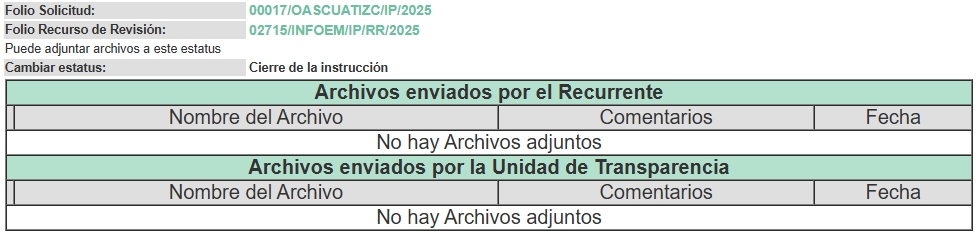 Folio Solicitud: 00017/OASCUATIZC/IP/2025
Folio Recurso de Revisión: 02715/INFOEM/IP/RR/2025
Puede adjuntar archivos a este estatus
Cambiar estatus: Cierre de la instrucción
Archivos enviados por el Recurrente
Nombre del Archivo Comentarios Fecha
No hay Archivos adjuntos
Archivos enviados por la Unidad de Transparencia
Nombre del Archivo Comentarios Fecha
No hay Archivos adjuntos